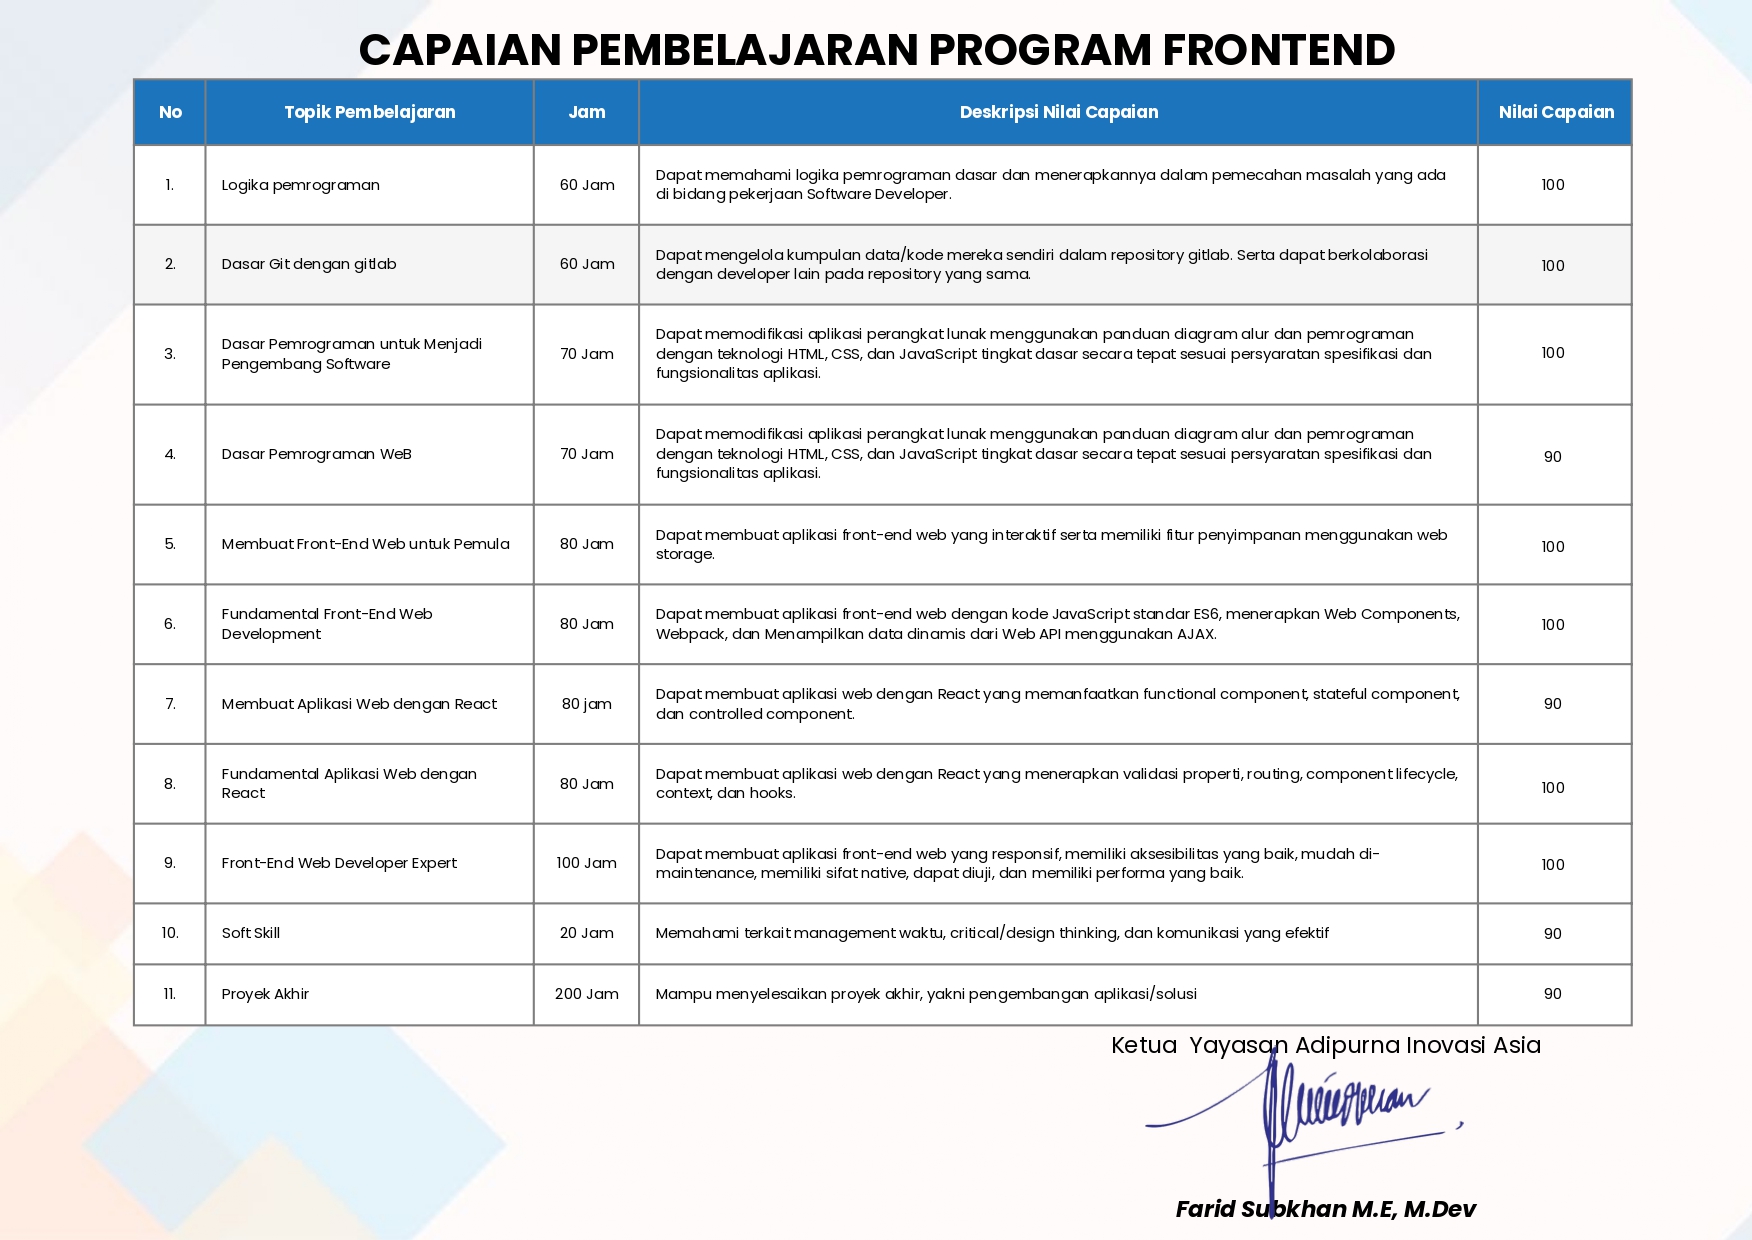 CAPAIAN PEMBELAJARAN PROGRAM FRONTEND
No Topik Pembelajaran Jam Deskripsi Nilai Capaian Nilai Capaian
1. Logika pemrograman 60 Jam Dapat memahami logika pemrograman dasar dan menerapkannya dalam pemecahan masalah yang ada
di bidang pekerjaan Software Developer. 100
2. Dasar Git dengan gitlab 60 Jam Dapat mengelola kumpulan data/kode mereka sendiri dalam repository gitlab. Serta dapat berkolaborasi
dengan developer lain pada repository yang sama. 100
3. Dasar Pemrograman untuk Menjadi
Pengembang Software 70 Jam Dapat memodifikasi aplikasi perangkat lunak menggunakan panduan diagram alur dan pemrograman
dengan teknologi HTML, CSS, dan JavaScript tingkat dasar secara tepat sesuai persyaratan spesifikasi dan
fungsionalitas aplikasi. 100
4. Dasar Pemrograman WeB 70 Jam Dapat memodifikasi aplikasi perangkat lunak menggunakan panduan diagram alur dan pemrograman
dengan teknologi HTML, CSS, dan JavaScript tingkat dasar secara tepat sesuai persyaratan spesifikasi dan
fungsionalitas aplikasi. 90
5. Membuat Front-End Web untuk Pemula 80 Jam Dapat membuat aplikasi front-end web yang interaktif serta memiliki fitur penyimpanan menggunakan web
storage. 100
6. Fundamental Front-End Web
Development 80 Jam Dapat membuat aplikasi front-end web dengan kode JavaScript standar ES6, menerapkan Web Components,
Webpack, dan Menampilkan data dinamis dari Web API menggunakan AJAX. 100
7. Membuat Aplikasi Web dengan React 80 jam Dapat membuat aplikasi web dengan React yang memanfaatkan functional component, stateful component,
dan controlled component. 90
8. Fundamental Aplikasi Web dengan
React 80 Jam Dapat membuat aplikasi web dengan React yang menerapkan validasi properti, routing, component lifecycle,
context, dan hooks. 100
9. Front-End Web Developer Expert 100 Jam Dapat membuat aplikasi front-end web yang responsif, memiliki aksesibilitas yang baik, mudah di-
maintenance, memiliki sifat native, dapat diuji, dan memiliki performa yang baik. 100
10. Soft Skill 20 Jam Memahami terkait management waktu, critical/design thinking, dan komunikasi yang efektif 90
11. Proyek Akhir 200 Jam Mampu menyelesaikan proyek akhir, yakni pengembangan aplikasi/solusi 90
Ketua Yayasan Adipurna Inovasi Asia
Farid Subkhan M.E, M.Dev